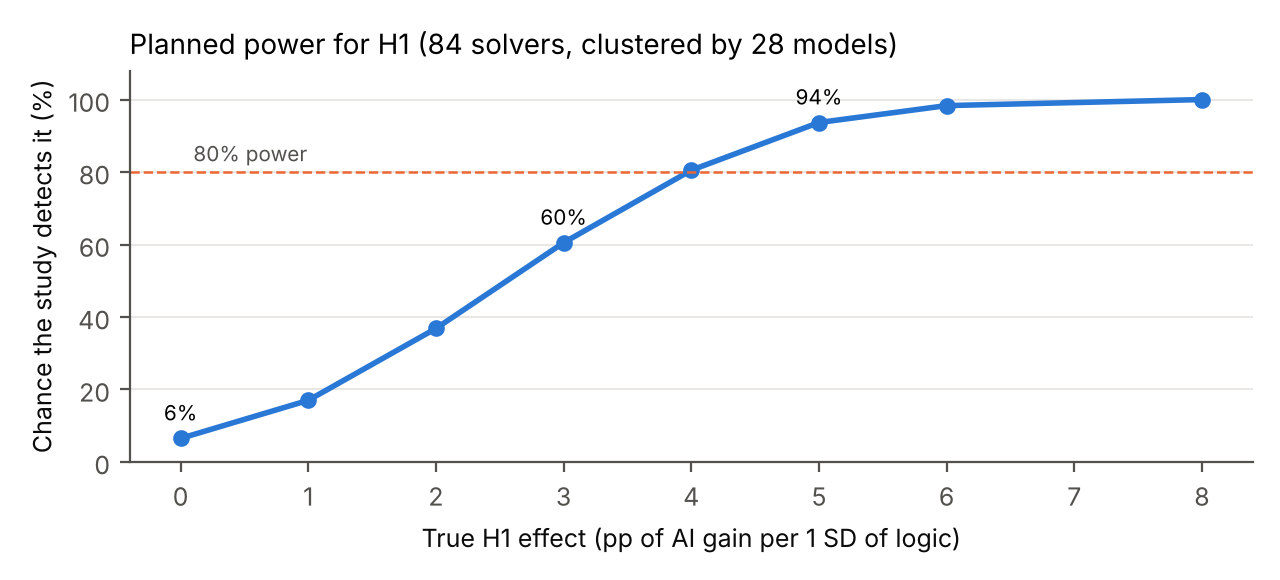 Planned power for H1 (84 solvers, clustered by 28 models)
Chance the study detects it (%)
100
80
60
40
20
0
80% power
6%
60%
94%
0 1 2 3 4 5 6 7 8
True H1 effect (pp of AI gain per 1 SD of logic)